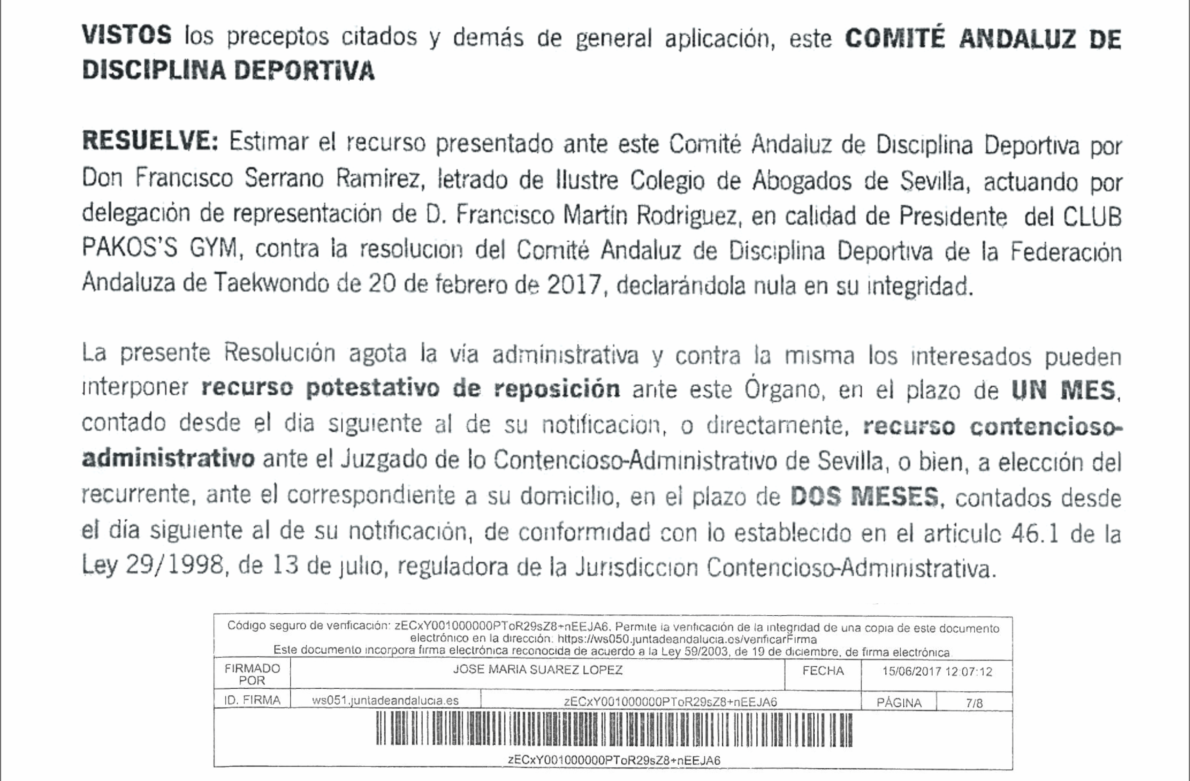 VISTOS los preceptos citados y demás de general aplicación, este COMITÉ ANDALUZ DE
DISCIPLINA DEPORTIVA
RESUELVE: Estimar el recurso presentado ante este Comité Andaluz de Disciplina Deportiva por
Don Francisco Serrano Ramirez, letrado de Ilustre Colegio de Abogados de Sevilla, actuando por
delegación de representación de D. Francisco Martín Rodriguez, en calidad de Presidente del CLUB
PAKOS'S GYM, contra la resolucion del Comité Andaluz de Disciplina Deportiva de la Federación
Andaluza de Taekwondo de 20 de febrero de 2017, declarándola nula en su integridad.
La presente Resolución agota la vía administrativa y contra la misma los interesados pueden
interponer recurso potestativo de reposición ante este Órgano, en el plazo de UN MES,
contado desde el dia siguiente al de su notificacion, o directamente, recurso contencioso-
administrativo ante el Juzgado de lo Contencioso-Administrativo de Sevilla, o bien, a elección del
recurrente, ante el correspondiente a su domicilio, en el plazo de DOS MESES, contados desde
el día siguiente al de su notificación, de conformidad con lo establecido en el articulo 46.1 de la
Ley 29/1998, de 13 de julio, reguladora de la Jurisdiccion Contencioso-Administrativa.
Código seguro de verificación: zECxY001000000PToR29sZ8+nEEJA6. Permite la verificación de la integridad de una copia de este documento
electrónico en la dirección: https://ws050.juntadeandalucia.es/verificarFirma
Este documento incorpora firma electrónica reconocida de acuerdo a la Ley 59/2003, de 19 de diciembre, de firma electrónica
FIRMADO POR JOSE MARIA SUAREZ LOPEZ FECHA 15/06/2017 12:07:12
ID. FIRMA ws051.juntadeandalucia.es zECxY001000000PToR29sZ8+nEEJA6 PÁGINA 7/8
zECxY001000000PToR29sZ8+nEEJA6